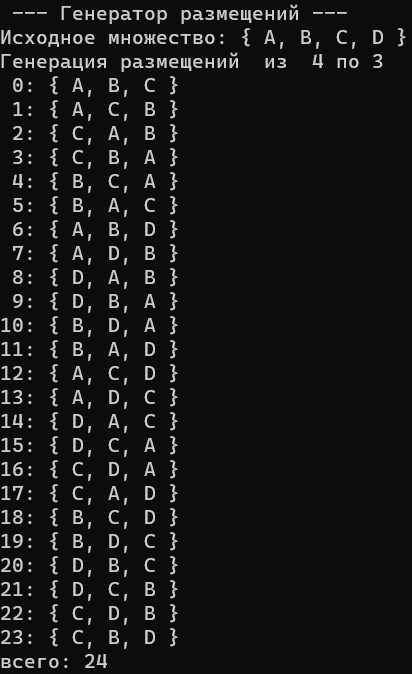 --- Генератор размещений ---
Исходное множество: { A, B, C, D }
Генерация размещений  из  4 по 3
 0: { A, B, C }
 1: { A, C, B }
 2: { C, A, B }
 3: { C, B, A }
 4: { B, C, A }
 5: { B, A, C }
 6: { A, B, D }
 7: { A, D, B }
 8: { D, A, B }
 9: { D, B, A }
10: { B, D, A }
11: { B, A, D }
12: { A, C, D }
13: { A, D, C }
14: { D, A, C }
15: { D, C, A }
16: { C, D, A }
17: { C, A, D }
18: { B, C, D }
19: { B, D, C }
20: { D, B, C }
21: { D, C, B }
22: { C, D, B }
23: { C, B, D }
всего: 24